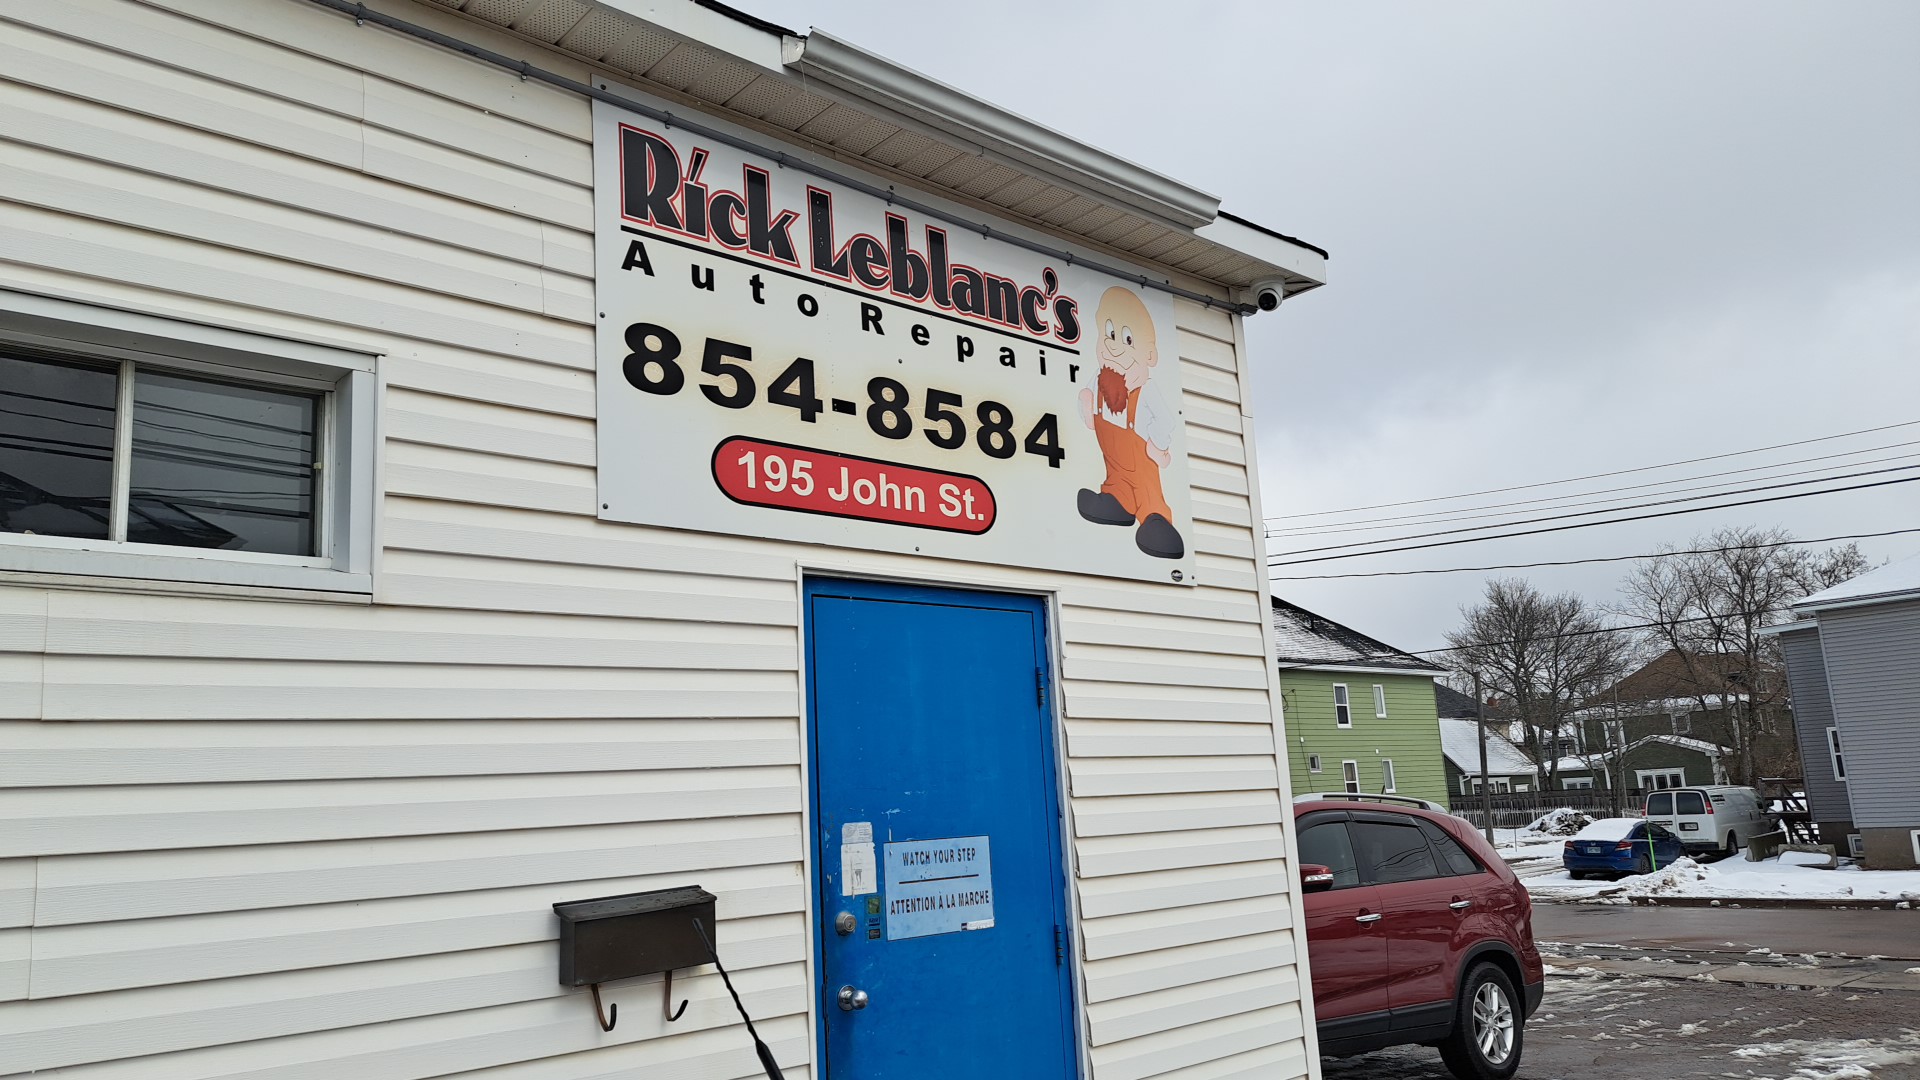 Rick Leblanc's
Auto Repair
854-8584
195 John St.
WATCH YOUR STEP
ATTENTION À LA MARCHE